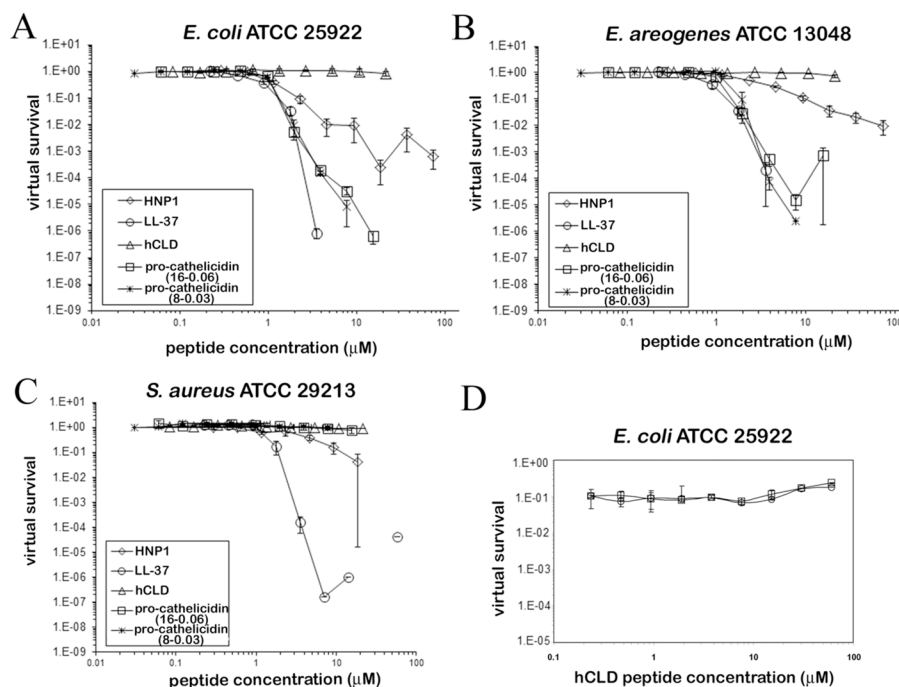 A
E. coli ATCC 25922
1.E+01
1.E+00
1.E-01
1.E-02
1.E-03
1.E-04
1.E-05
1.E-06
1.E-07
1.E-08
1.E-09
virtual survival
HNP1
LL-37
hCLD
pro-cathelicidin
(16-0.06)
pro-cathelicidin
(8-0.03)
0.01 0.1 1 10 100
peptide concentration (μM)
B
E. areogenes ATCC 13048
1.E+01
1.E+00
1.E-01
1.E-02
1.E-03
1.E-04
1.E-05
1.E-06
1.E-07
1.E-08
1.E-09
virtual survival
HNP1
LL-37
hCLD
pro-cathelicidin
(16-0.06)
pro-cathelicidin
(8-0.03)
0.01 0.1 1 10 100
peptide concentration (μM)
C
S. aureus ATCC 29213
1.E+01
1.E+00
1.E-01
1.E-02
1.E-03
1.E-04
1.E-05
1.E-06
1.E-07
1.E-08
1.E-09
virtual survival
HNP1
LL-37
hCLD
pro-cathelicidin
(16-0.06)
pro-cathelicidin
(8-0.03)
0.01 0.1 1 10 100
peptide concentration (μM)
D
E. coli ATCC 25922
1.E+00
1.E-01
1.E-02
1.E-03
1.E-04
1.E-05
virtual survival
0.1 1 10 100
hCLD peptide concentration (μM)